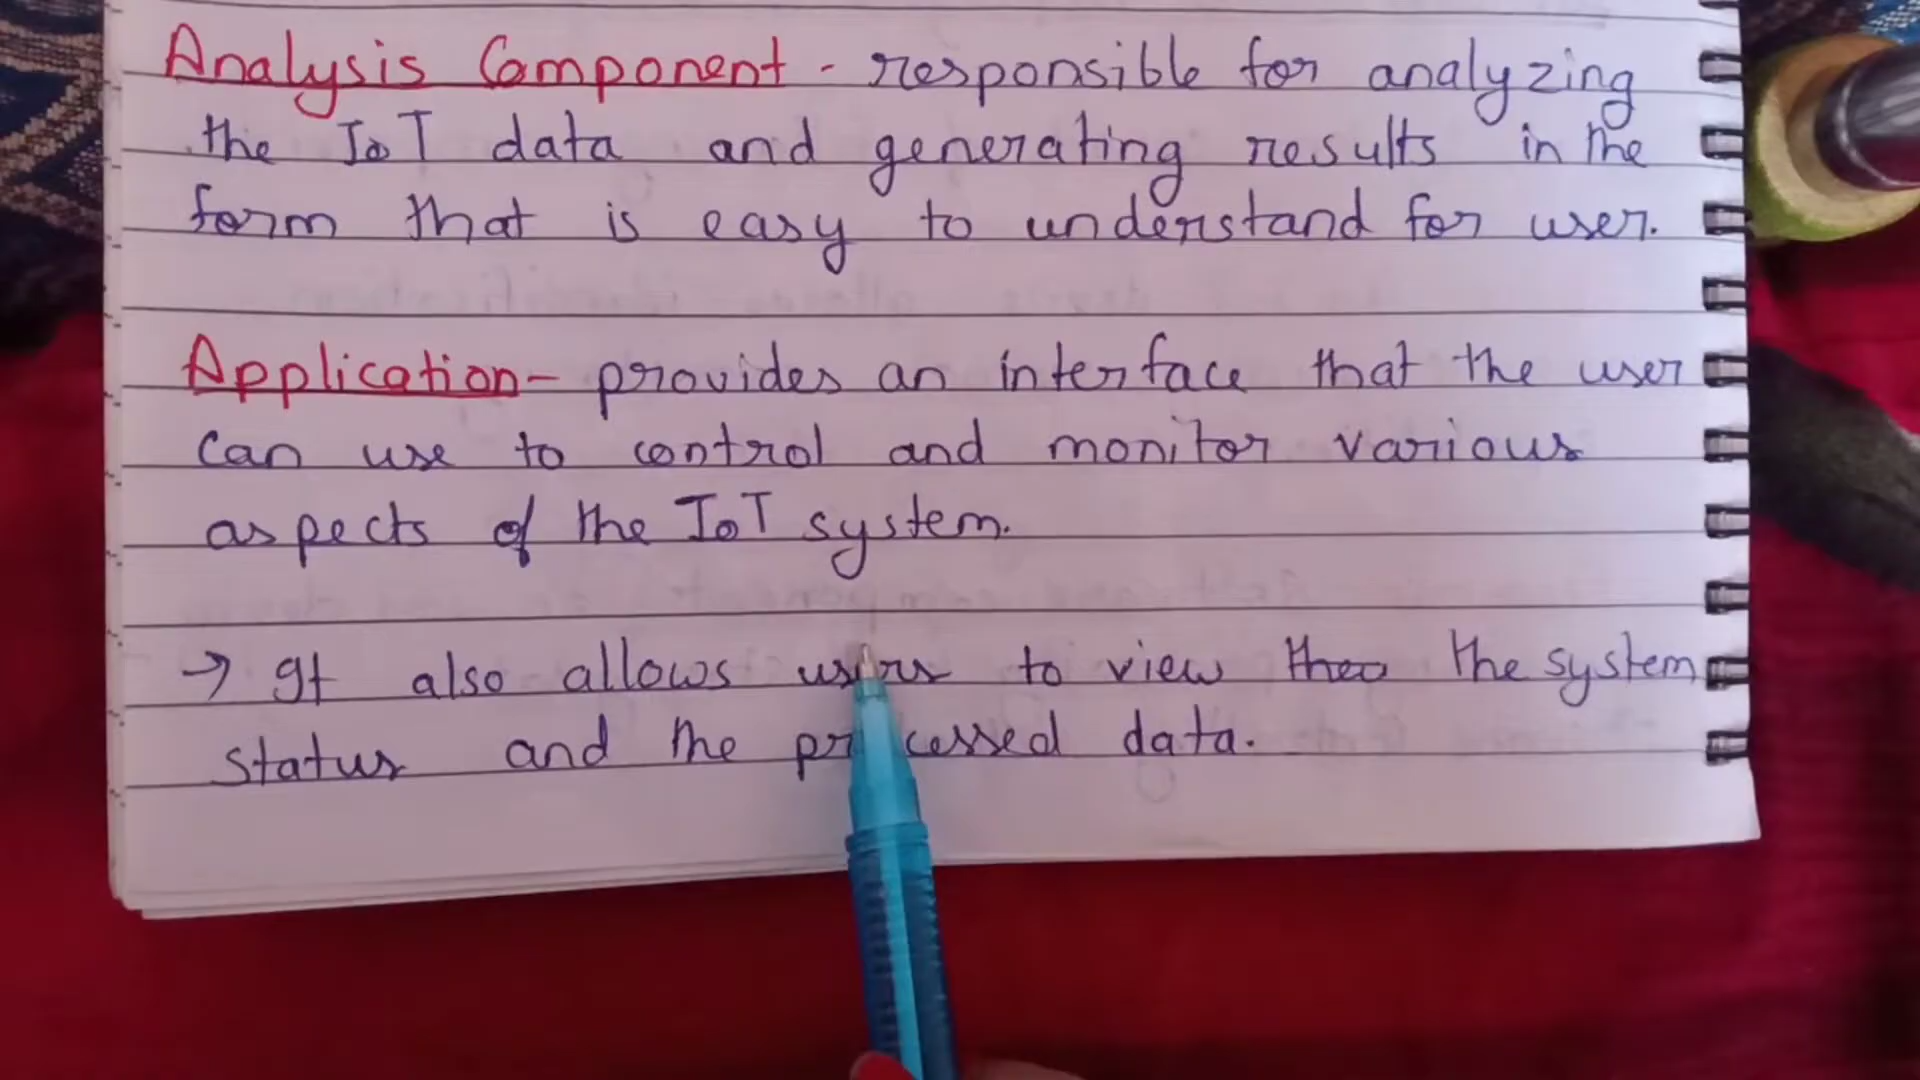 Analysis Component - responsible for analyzing
the IoT data and generating results in the
form that is easy to understand for user.
Application - provides an interface that the user
can use to control and monitor various
aspects of the IoT system.
→ It also allows users to view the the system
status and the processed data.